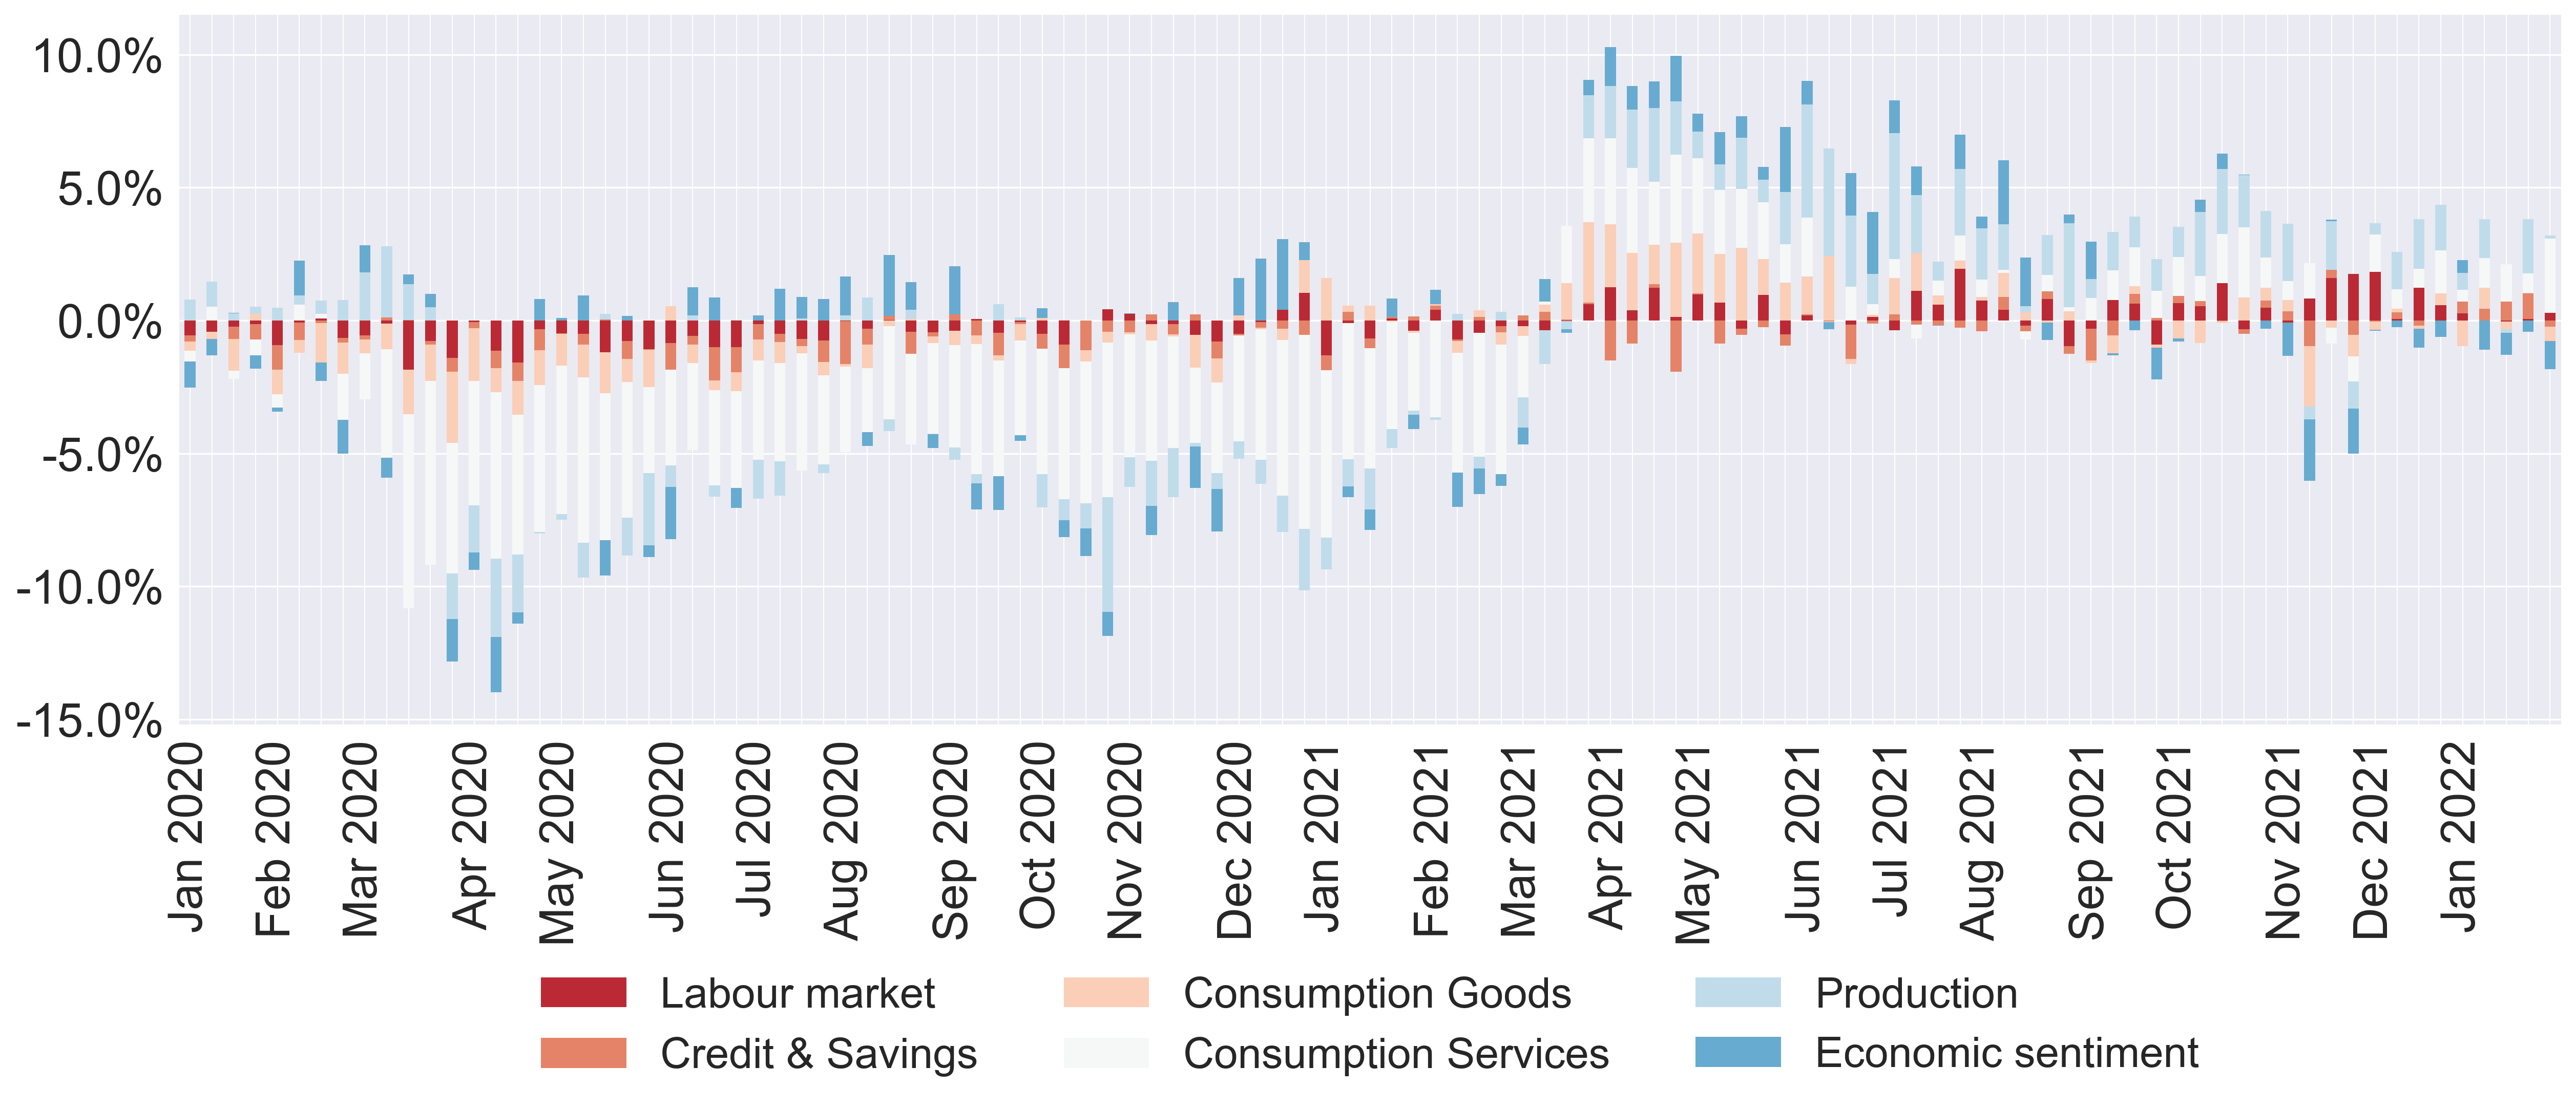 10.0%
5.0%
0.0%
-5.0%
-10.0%
-15.0%
Jan 2020
Feb 2020
Mar 2020
Apr 2020
May 2020
Jun 2020
Jul 2020
Aug 2020
Sep 2020
Oct 2020
Nov 2020
Dec 2020
Jan 2021
Feb 2021
Mar 2021
Apr 2021
May 2021
Jun 2021
Jul 2021
Aug 2021
Sep 2021
Oct 2021
Nov 2021
Dec 2021
Jan 2022
Labour market
Credit & Savings
Consumption Goods
Consumption Services
Production
Economic sentiment